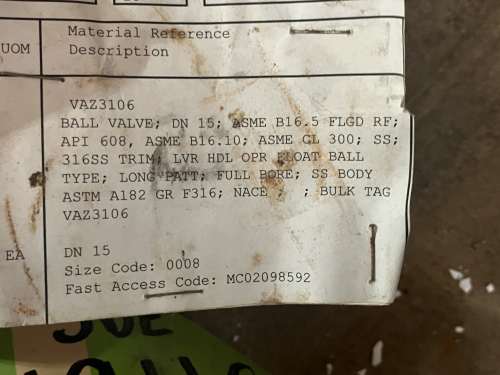 Material Reference
UOM Description
VAZ3106
BALL VALVE; DN 15; ASME B16.5 FLGD RF;
API 608, ASME B16.10; ASME CL 300; SS;
316SS TRIM; LVR HDL OPR FLOAT BALL
TYPE; LONG PATT; FULL BORE; SS BODY
ASTM A182 GR F316; NACE ; ; BULK TAG
VAZ3106
EA DN 15
Size Code: 0008
Fast Access Code: MC02098592